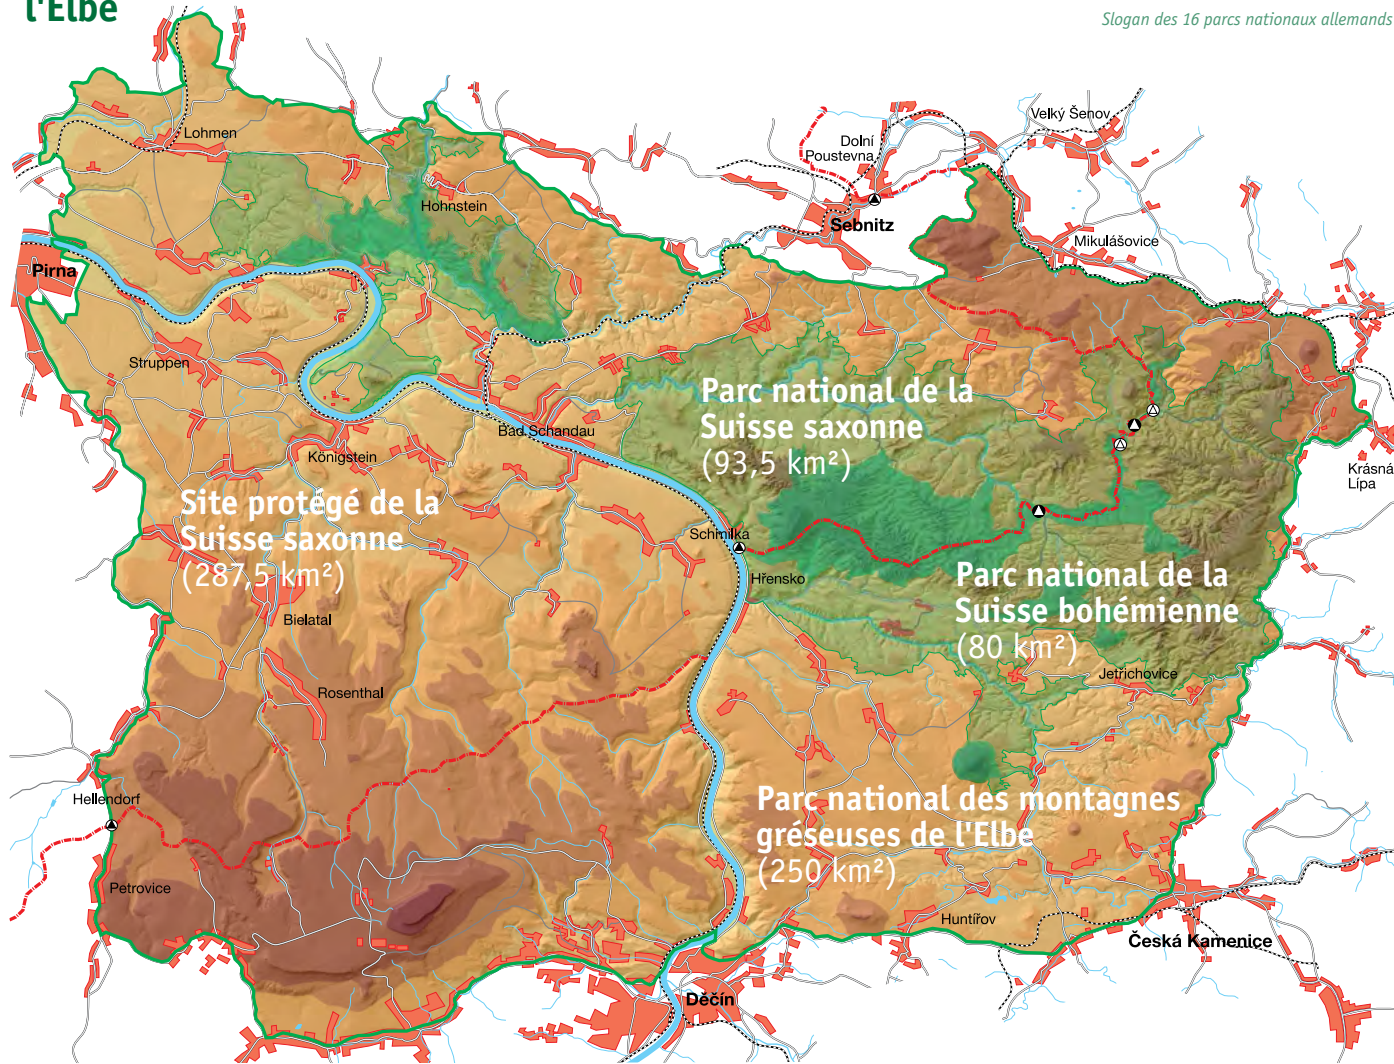 l'Elbe
Slogan des 16 parcs nationaux allemands
Velký Šenov
Dolní
Poustevna
Lohmen
Hohnstein
Sebnitz
Mikulášovice
Pirna
Struppen
Parc national de la
Suisse saxonne
(93,5 km²)
Bad Schandau
Königstein
Krásná
Lípa
Site protégé de la
Suisse saxonne
(287,5 km²)
Schmilka
Hřensko
Parc national de la
Suisse bohémienne
(80 km²)
Bielatal
Jetřichovice
Rosenthal
Hellendorf
Parc national des montagnes
gréseuses de l'Elbe
(250 km²)
Petrovice
Huntířov
Česká Kamenice
Děčín